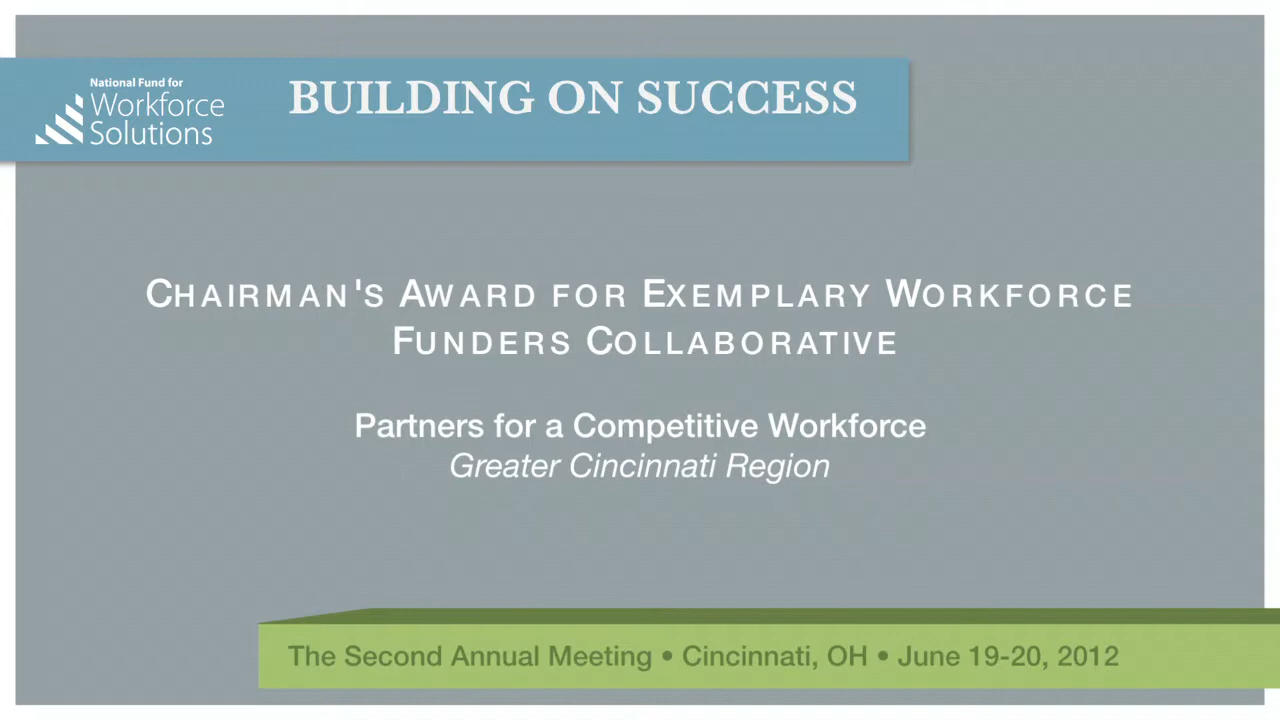 National Fund for
Workforce
Solutions
BUILDING ON SUCCESS
CHAIRMAN'S AWARD FOR EXEMPLARY WORKFORCE
FUNDERS COLLABORATIVE
Partners for a Competitive Workforce
Greater Cincinnati Region
The Second Annual Meeting • Cincinnati, OH • June 19-20, 2012